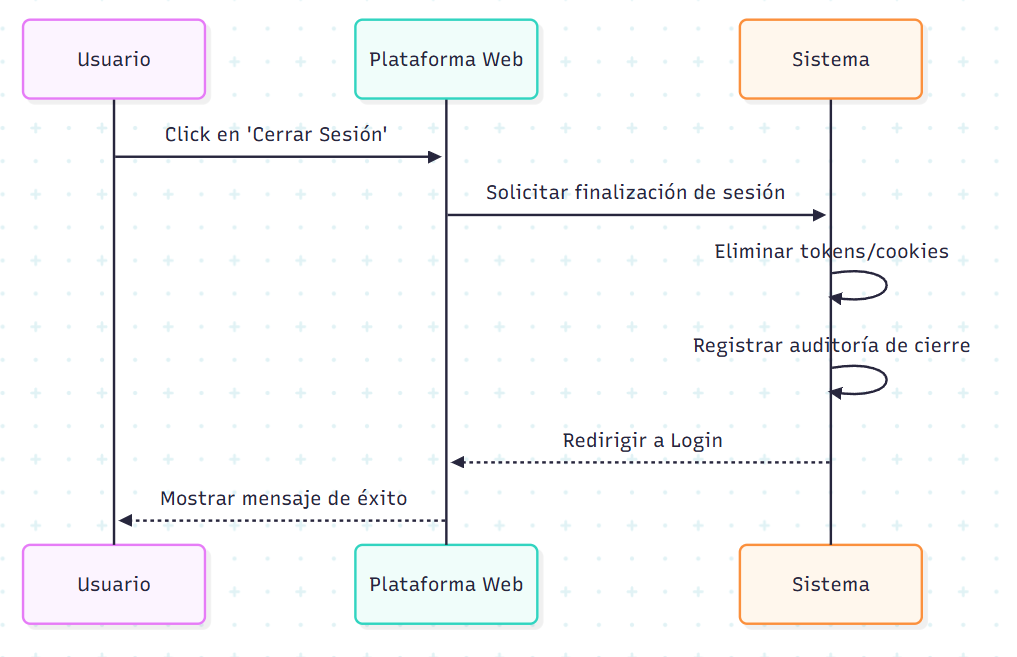 Usuario
Plataforma Web
Sistema
Click en 'Cerrar Sesión'
Solicitar finalización de sesión
Eliminar tokens/cookies
Registrar auditoría de cierre
Redirigir a Login
Mostrar mensaje de éxito
Usuario
Plataforma Web
Sistema